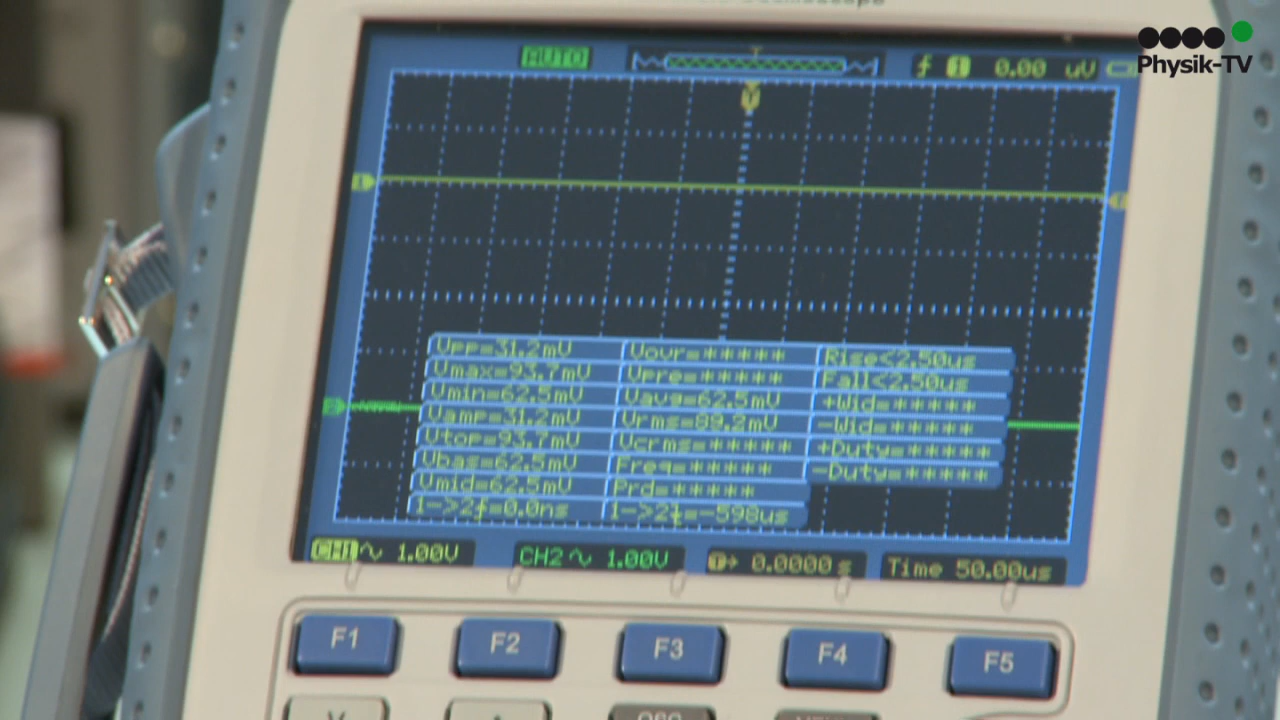 Physik-TV
AUTO
T
1 0.00 uV
T
1
Vpp=31.2mV Vovr=***** Rise<2.50us
Vmax=93.7mV Vpre=***** Fall<2.50us
Vmin=62.5mV Vavg=62.5mV +Wid=*****
Vamp=31.2mV Vrms=89.2mV -Wid=*****
Vtop=93.7mV Vcrms=***** +Duty=*****
Vbas=62.5mV Freq=***** -Duty=*****
Vmid=62.5mV Prd=*****
1->2=0.0ns 1->2=-598us
CH1 ∿ 1.00V CH2 ∿ 1.00V T→ 0.0000s Time 50.00us
F1 F2 F3 F4 F5